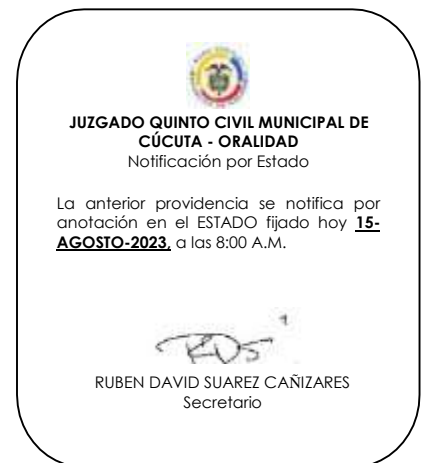 JUZGADO QUINTO CIVIL MUNICIPAL DE
CÚCUTA - ORALIDAD
Notificación por Estado
La anterior providencia se notifica por
anotación en el ESTADO fijado hoy 15-
AGOSTO-2023, a las 8:00 A.M.
RDS
RUBEN DAVID SUAREZ CAÑIZARES
Secretario